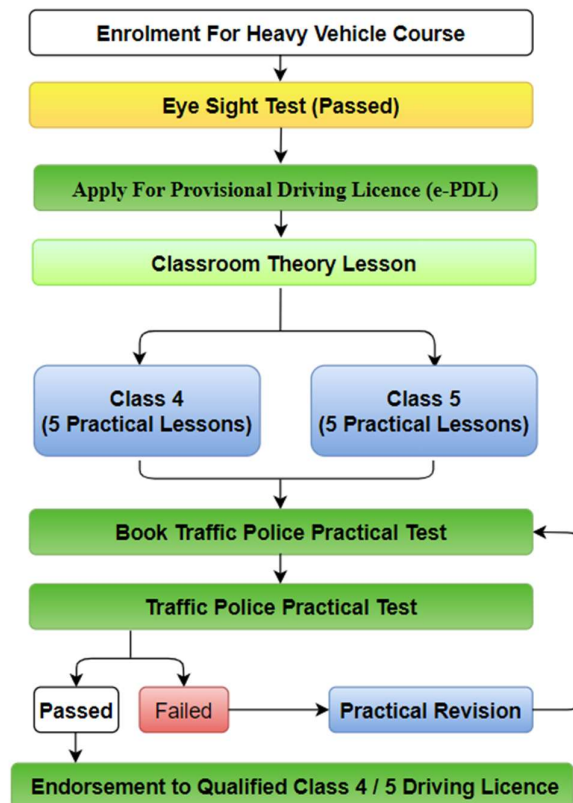 Enrolment For Heavy Vehicle Course
Eye Sight Test (Passed)
Apply For Provisional Driving Licence (e-PDL)
Classroom Theory Lesson
Class 4
(5 Practical Lessons)
Class 5
(5 Practical Lessons)
Book Traffic Police Practical Test
Traffic Police Practical Test
Passed
Failed
Practical Revision
Endorsement to Qualified Class 4 / 5 Driving Licence